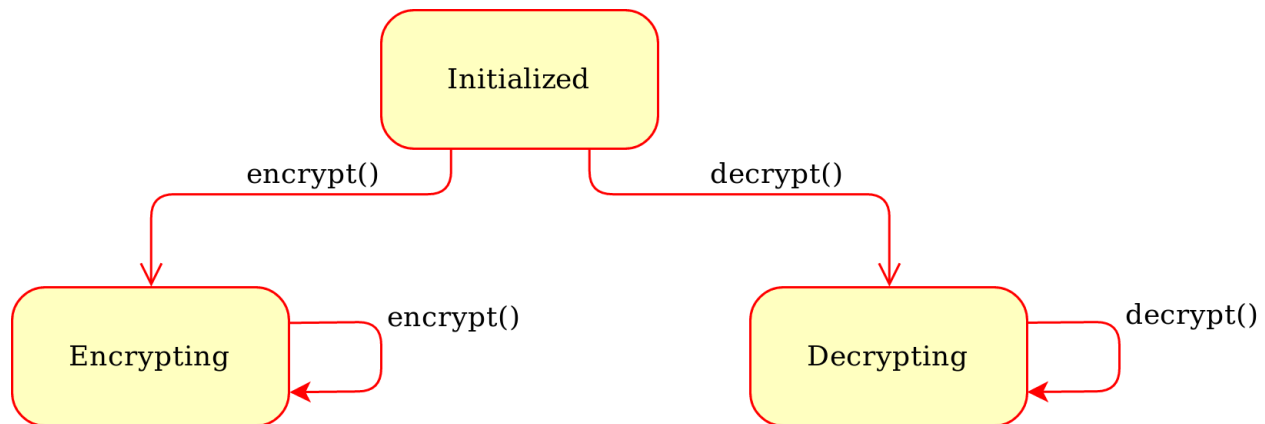 Initialized
encrypt()
decrypt()
encrypt()
decrypt()
Encrypting
Decrypting